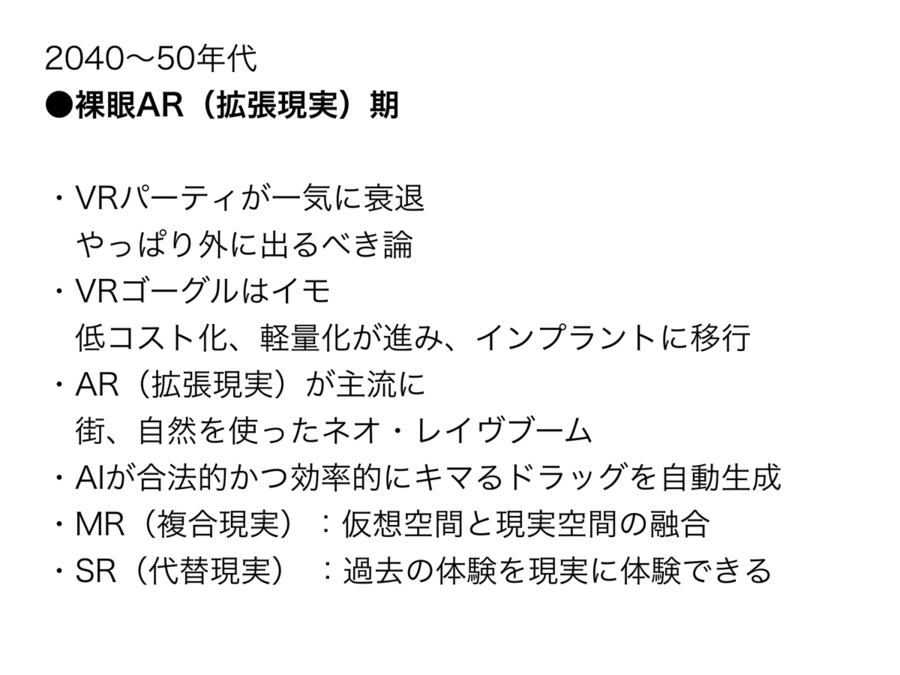 2040〜50年代
●裸眼AR（拡張現実）期
・VRパーティが一気に衰退
やっぱり外に出るべき論
・VRゴーグルはイモ
低コスト化、軽量化が進み、インプラントに移行
・AR（拡張現実）が主流に
街、自然を使ったネオ・レイヴブーム
・AIが合法的かつ効率的にキマるドラッグを自動生成
・MR（複合現実）：仮想空間と現実空間の融合
・SR（代替現実）：過去の体験を現実に体験できる